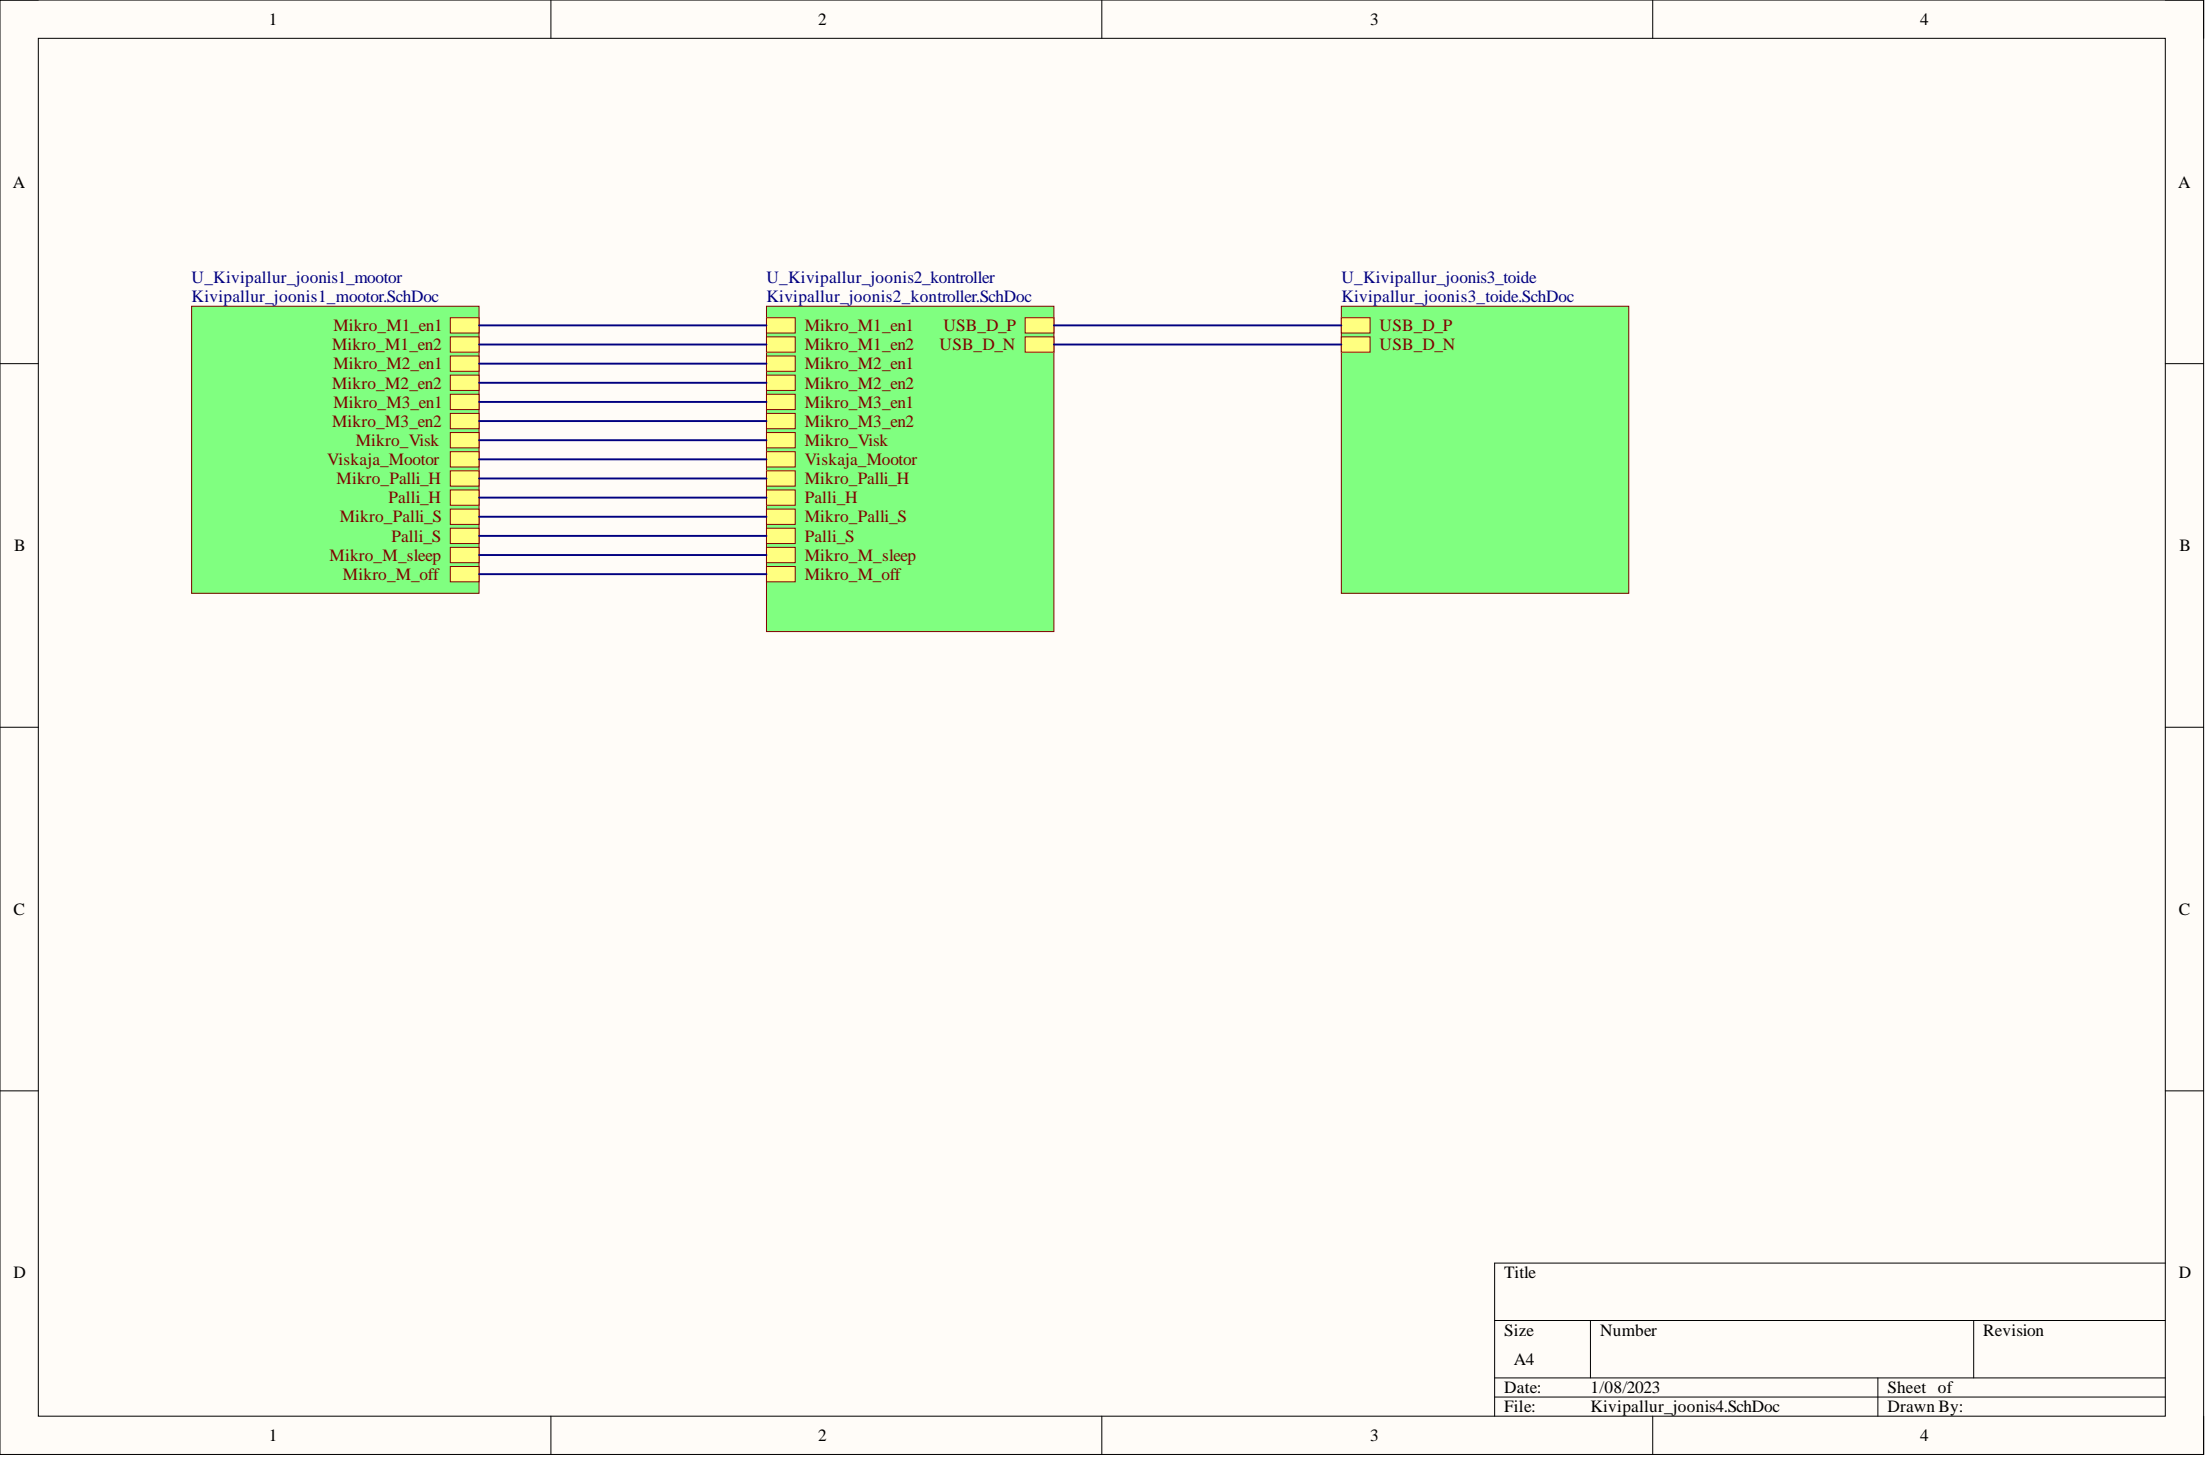 1 2 3 4
A A
U_Kivipallur_joonis1_mootor
Kivipallur_joonis1_mootor.SchDoc
Mikro_M1_en1
Mikro_M1_en2
Mikro_M2_en1
Mikro_M2_en2
Mikro_M3_en1
Mikro_M3_en2
Mikro_Visk
Viskaja_Mootor
Mikro_Palli_H
Palli_H
Mikro_Palli_S
Palli_S
Mikro_M_sleep
Mikro_M_off
U_Kivipallur_joonis2_kontroller
Kivipallur_joonis2_kontroller.SchDoc
Mikro_M1_en1 USB_D_P
Mikro_M1_en2 USB_D_N
Mikro_M2_en1
Mikro_M2_en2
Mikro_M3_en1
Mikro_M3_en2
Mikro_Visk
Viskaja_Mootor
Mikro_Palli_H
Palli_H
Mikro_Palli_S
Palli_S
Mikro_M_sleep
Mikro_M_off
U_Kivipallur_joonis3_toide
Kivipallur_joonis3_toide.SchDoc
USB_D_P
USB_D_N
B B
C C
D D
Title
Size Number Revision
A4
Date: 1/08/2023 Sheet of
File: Kivipallur_joonis4.SchDoc Drawn By:
1 2 3 4